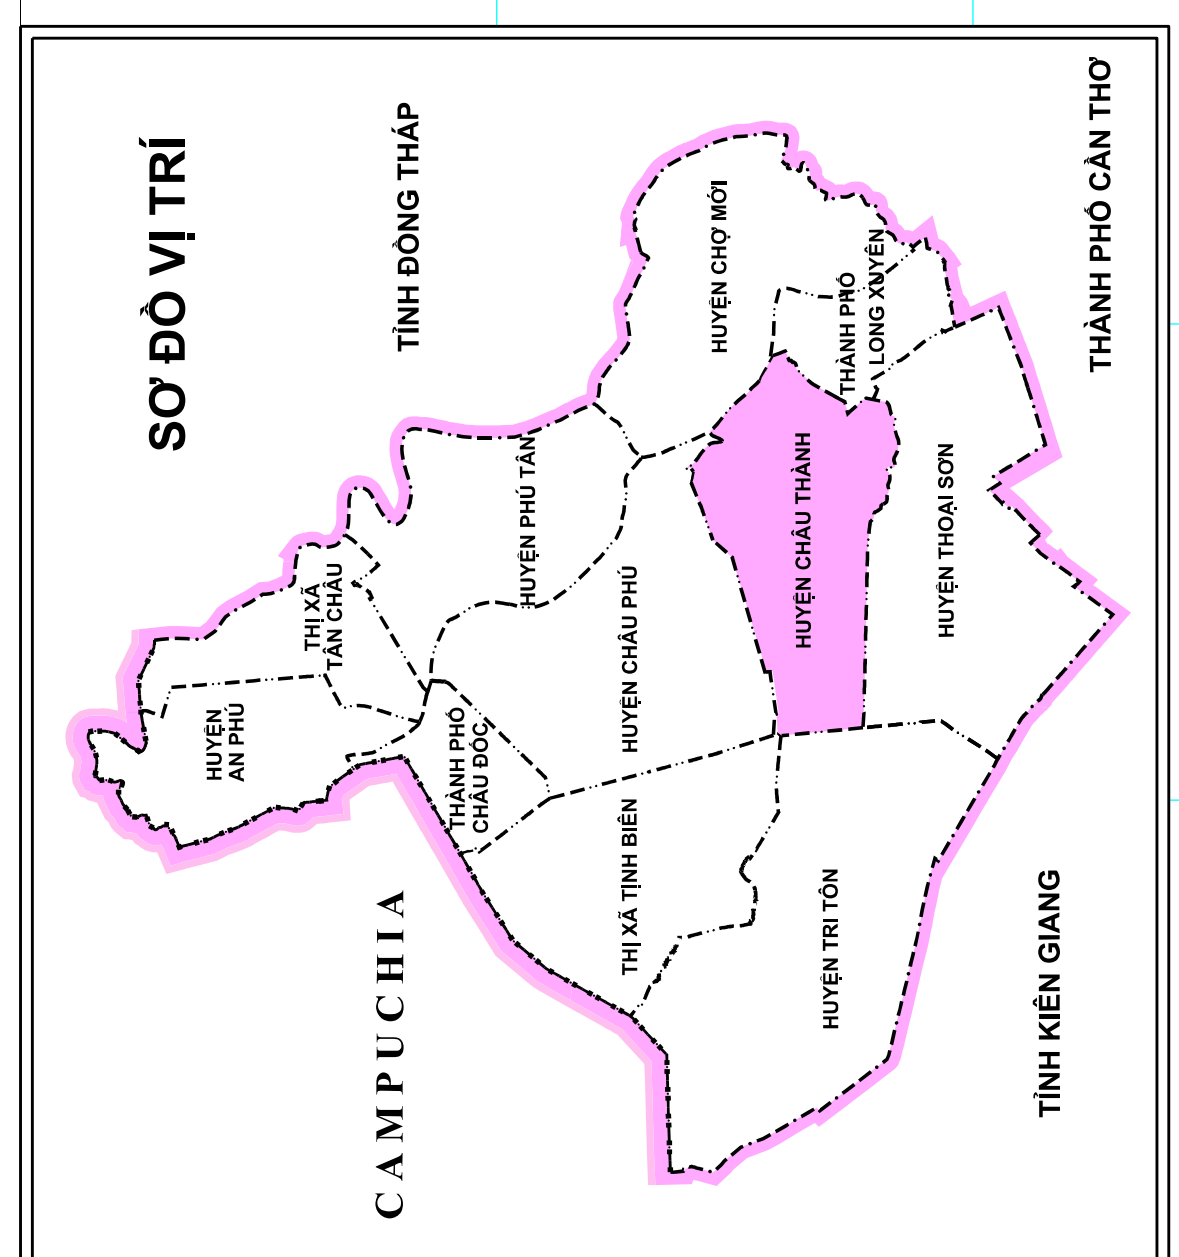 SƠ ĐỒ VỊ TRÍ
TỈNH ĐỒNG THÁP
THÀNH PHỐ CẦN THƠ
CAMPUCHIA
TỈNH KIÊN GIANG
HUYỆN
AN PHÚ
THỊ XÃ
TÂN CHÂU
HUYỆN PHÚ TÂN
THÀNH PHỐ
CHÂU ĐỐC
HUYỆN CHÂU PHÚ
HUYỆN CHỢ MỚI
THÀNH PHỐ
LONG XUYÊN
HUYỆN CHÂU THÀNH
HUYỆN THOẠI SƠN
THỊ XÃ TỊNH BIÊN
HUYỆN TRI TÔN